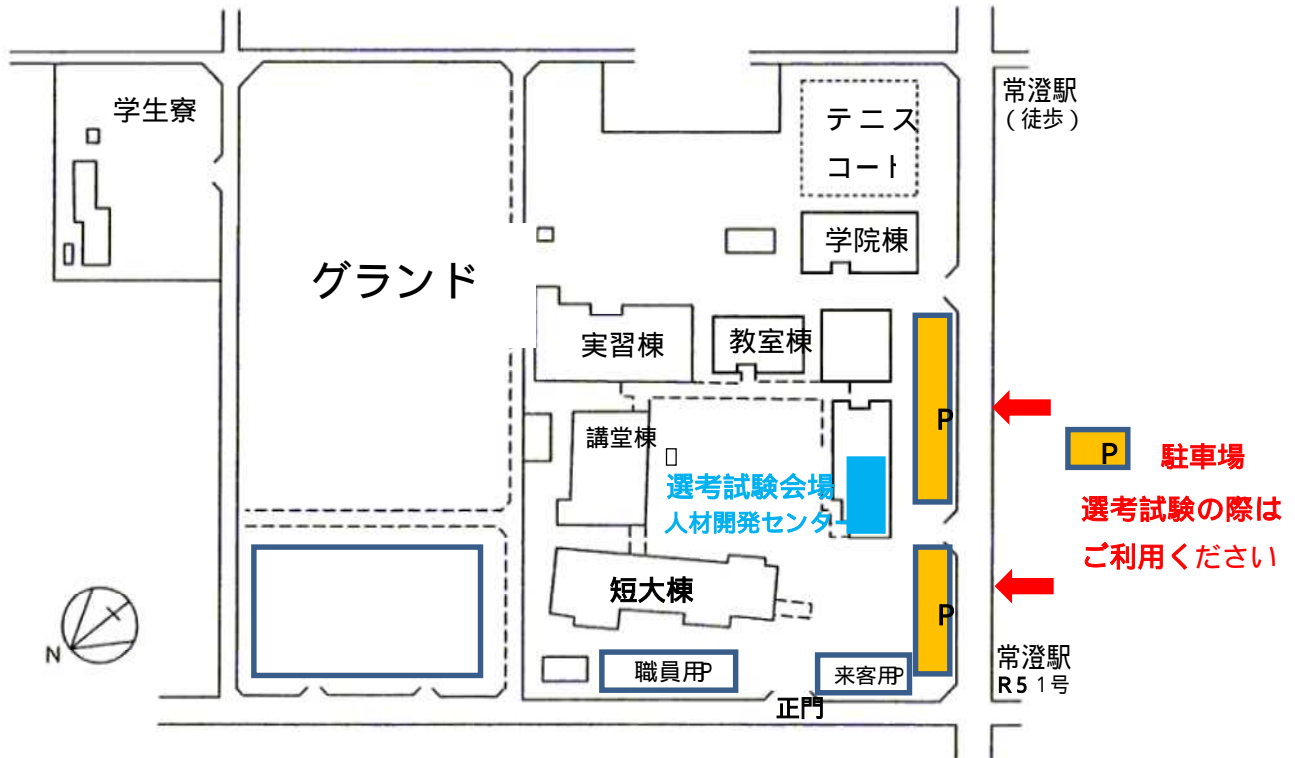 学生寮
テニス
コート
常澄駅
(徒歩)
学院棟
グランド
実習棟
教室棟
P
講堂棟
選考試験会場
人材開発センター
P
駐車場
選考試験の際は
ご利用ください
短大棟
P
N
職員用P
来客用P
常澄駅
R51号
正門